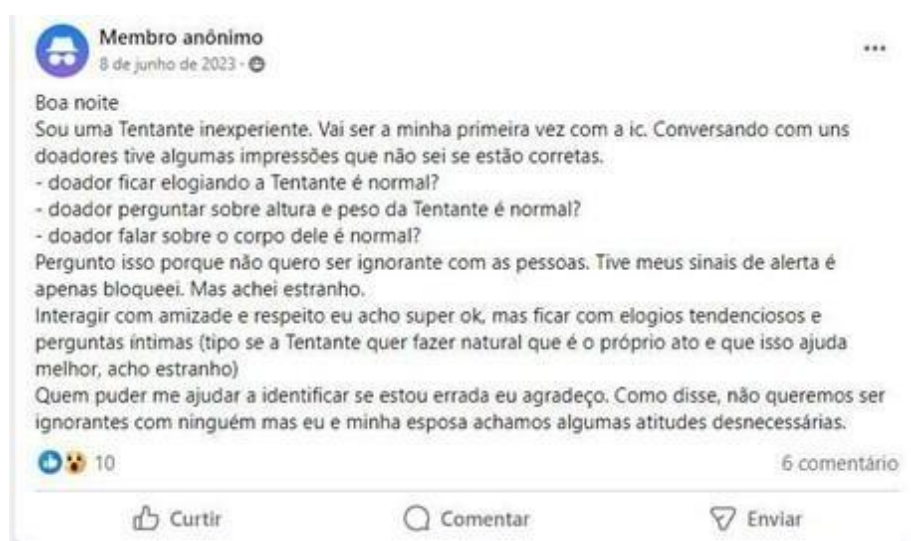 Membro anônimo
8 de junho de 2023 ·
Boa noite
Sou uma Tentante inexperiente. Vai ser a minha primeira vez com a ic. Conversando com uns
doadores tive algumas impressões que não sei se estão corretas.
- doador ficar elogiando a Tentante é normal?
- doador perguntar sobre altura e peso da Tentante é normal?
- doador falar sobre o corpo dele é normal?
Pergunto isso porque não quero ser ignorante com as pessoas. Tive meus sinais de alerta é
apenas bloqueei. Mas achei estranho.
Interagir com amizade e respeito eu acho super ok, mas ficar com elogios tendenciosos e
perguntas íntimas (tipo se a Tentante quer fazer natural que é o próprio ato e que isso ajuda
melhor, acho estranho)
Quem puder me ajudar a identificar se estou errada eu agradeço. Como disse, não queremos ser
ignorantes com ninguém mas eu e minha esposa achamos algumas atitudes desnecessárias.
10
6 comentário
Curtir
Comentar
Enviar